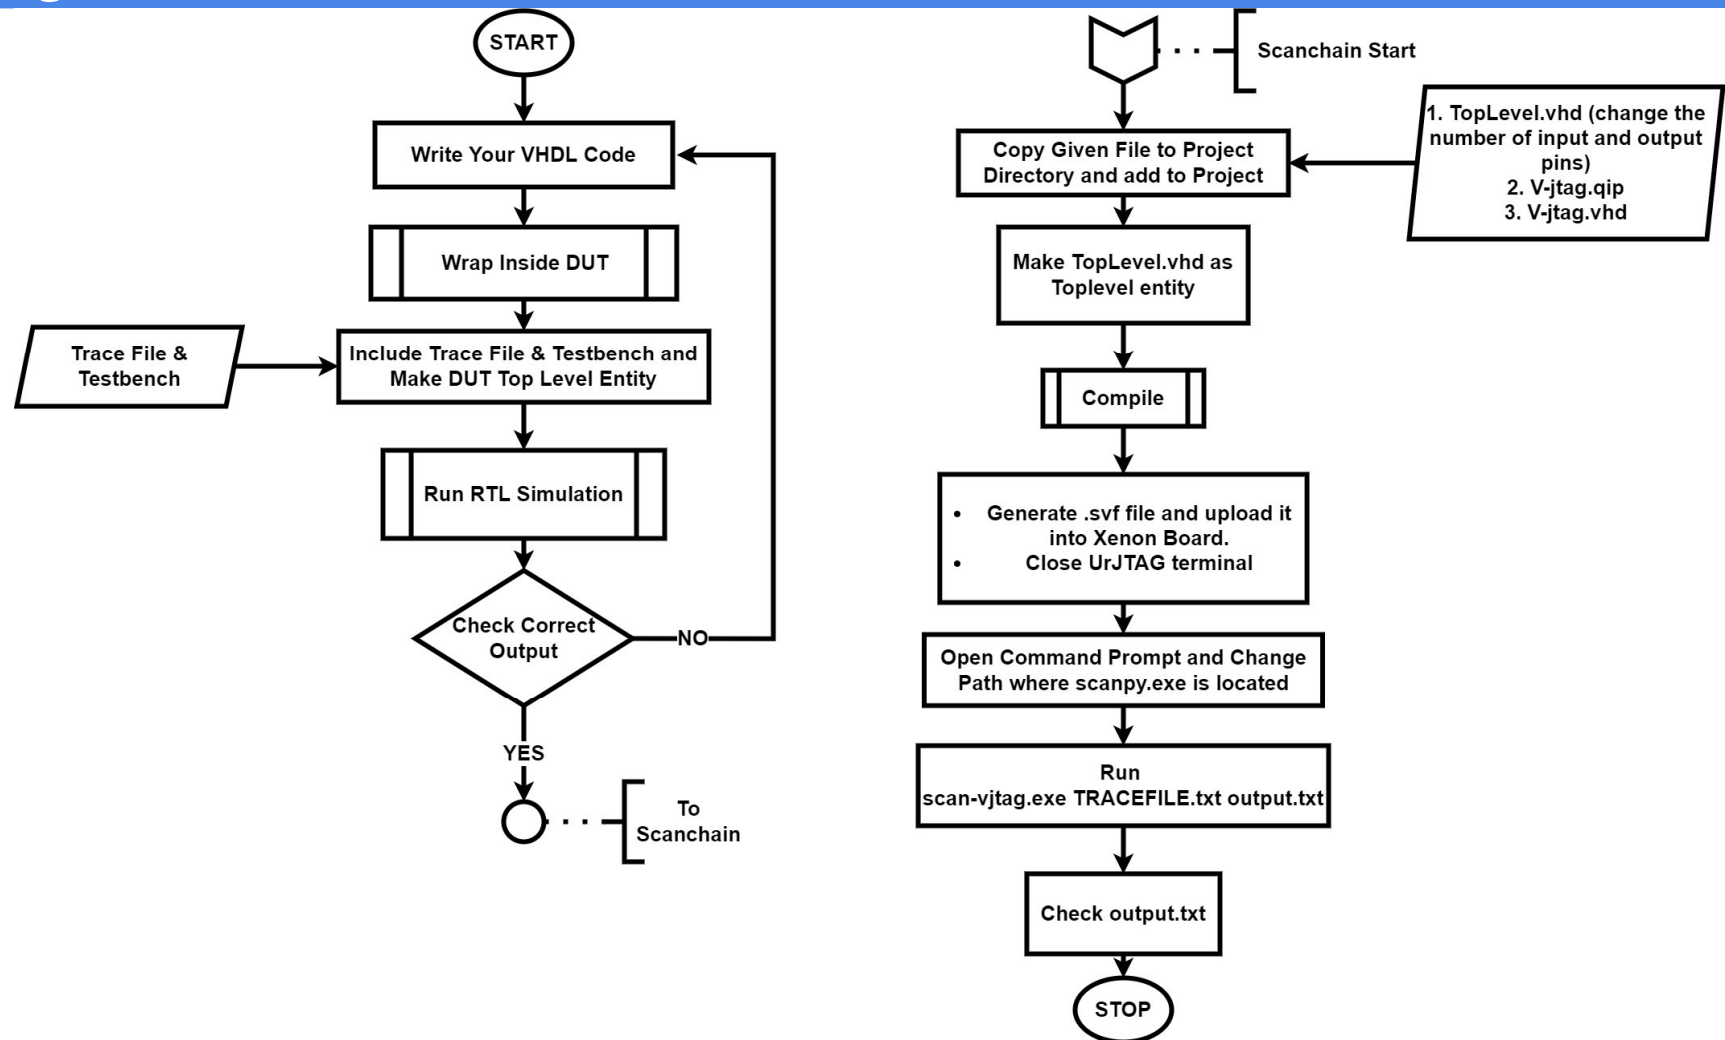 START
Write Your VHDL Code
Wrap Inside DUT
Trace File &
Testbench
Include Trace File & Testbench and
Make DUT Top Level Entity
Run RTL Simulation
Check Correct
Output
NO
YES
To
Scanchain
Scanchain Start
Copy Given File to Project
Directory and add to Project
1. TopLevel.vhd (change the
number of input and output
pins)
2. V-jtag.qip
3. V-jtag.vhd
Make TopLevel.vhd as
Toplevel entity
Compile
• Generate .svf file and upload it
into Xenon Board.
• Close UrJTAG terminal
Open Command Prompt and Change
Path where scanpy.exe is located
Run
scan-vjtag.exe TRACEFILE.txt output.txt
Check output.txt
STOP